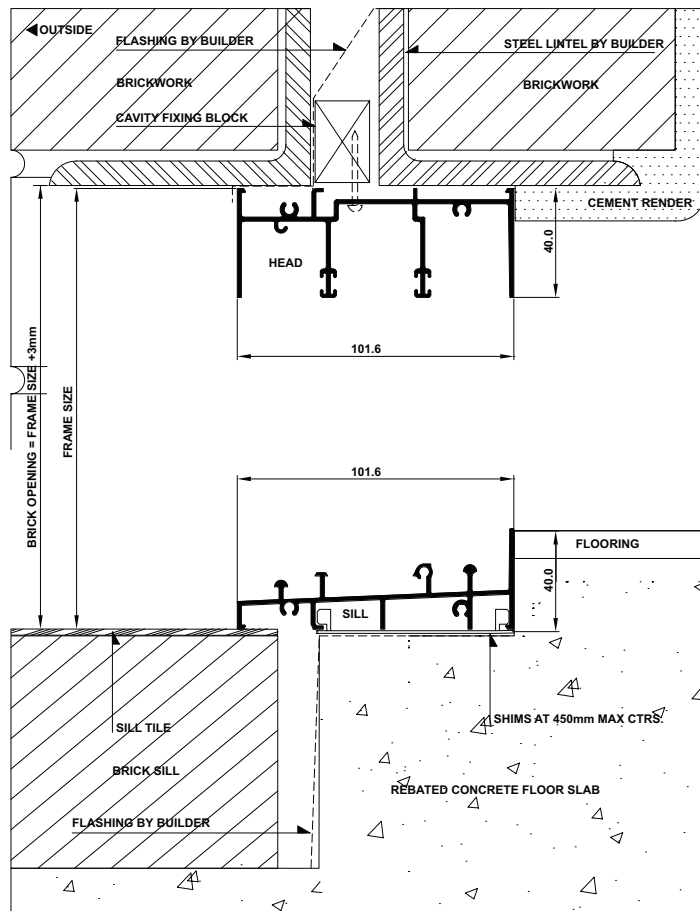 OUTSIDE
FLASHING BY BUILDER
STEEL LINTEL BY BUILDER
BRICKWORK
BRICKWORK
CAVITY FIXING BLOCK
CEMENT RENDER
40.0
HEAD
101.6
BRICK OPENING = FRAME SIZE +3mm
FRAME SIZE
101.6
FLOORING
40.0
SILL
SILL TILE
SHIMS AT 450mm MAX CTRS.
BRICK SILL
REBATED CONCRETE FLOOR SLAB
FLASHING BY BUILDER